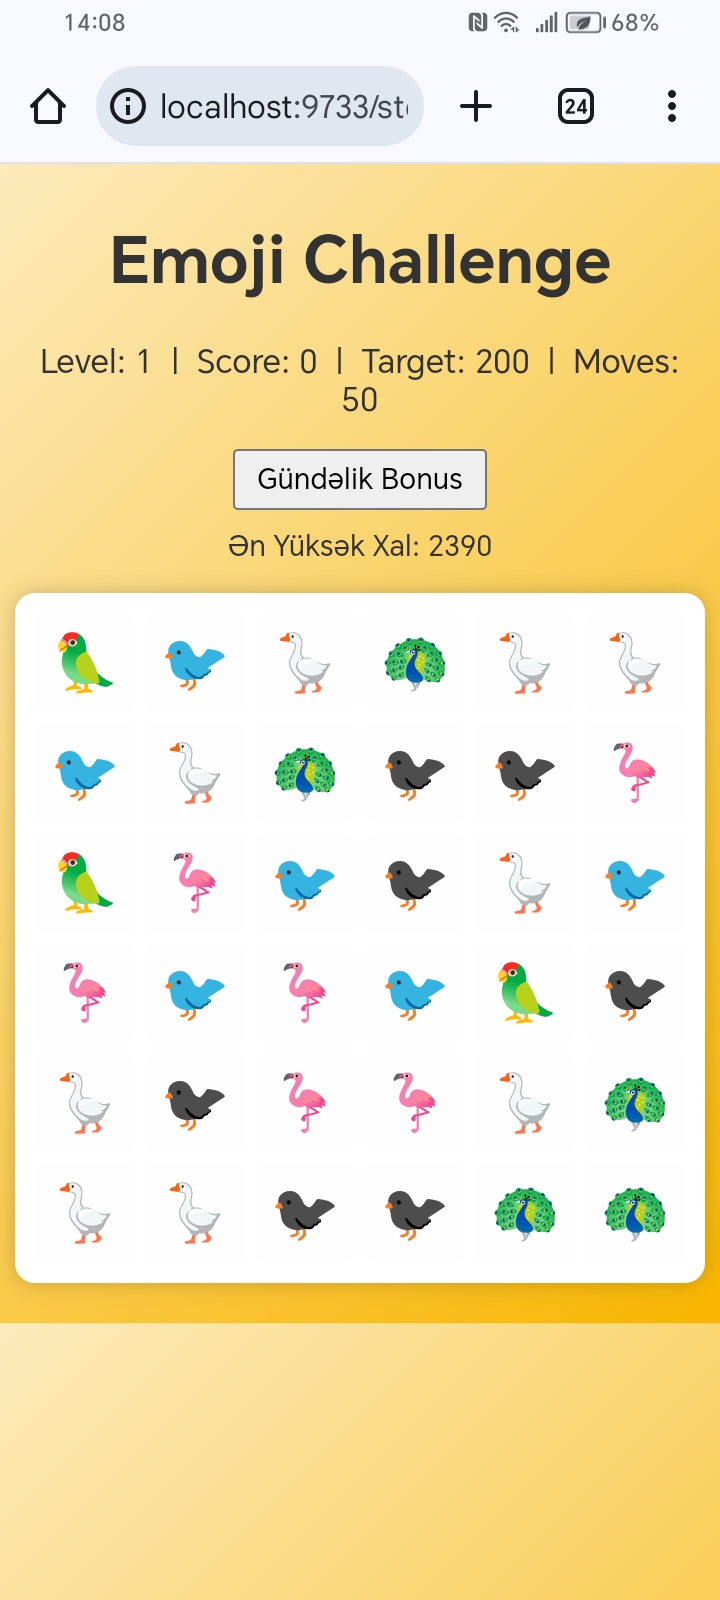 14:08 68%
localhost:9733/st
24
Emoji Challenge
Level: 1 | Score: 0 | Target: 200 | Moves:
50
Gündəlik Bonus
Ən Yüksək Xal: 2390